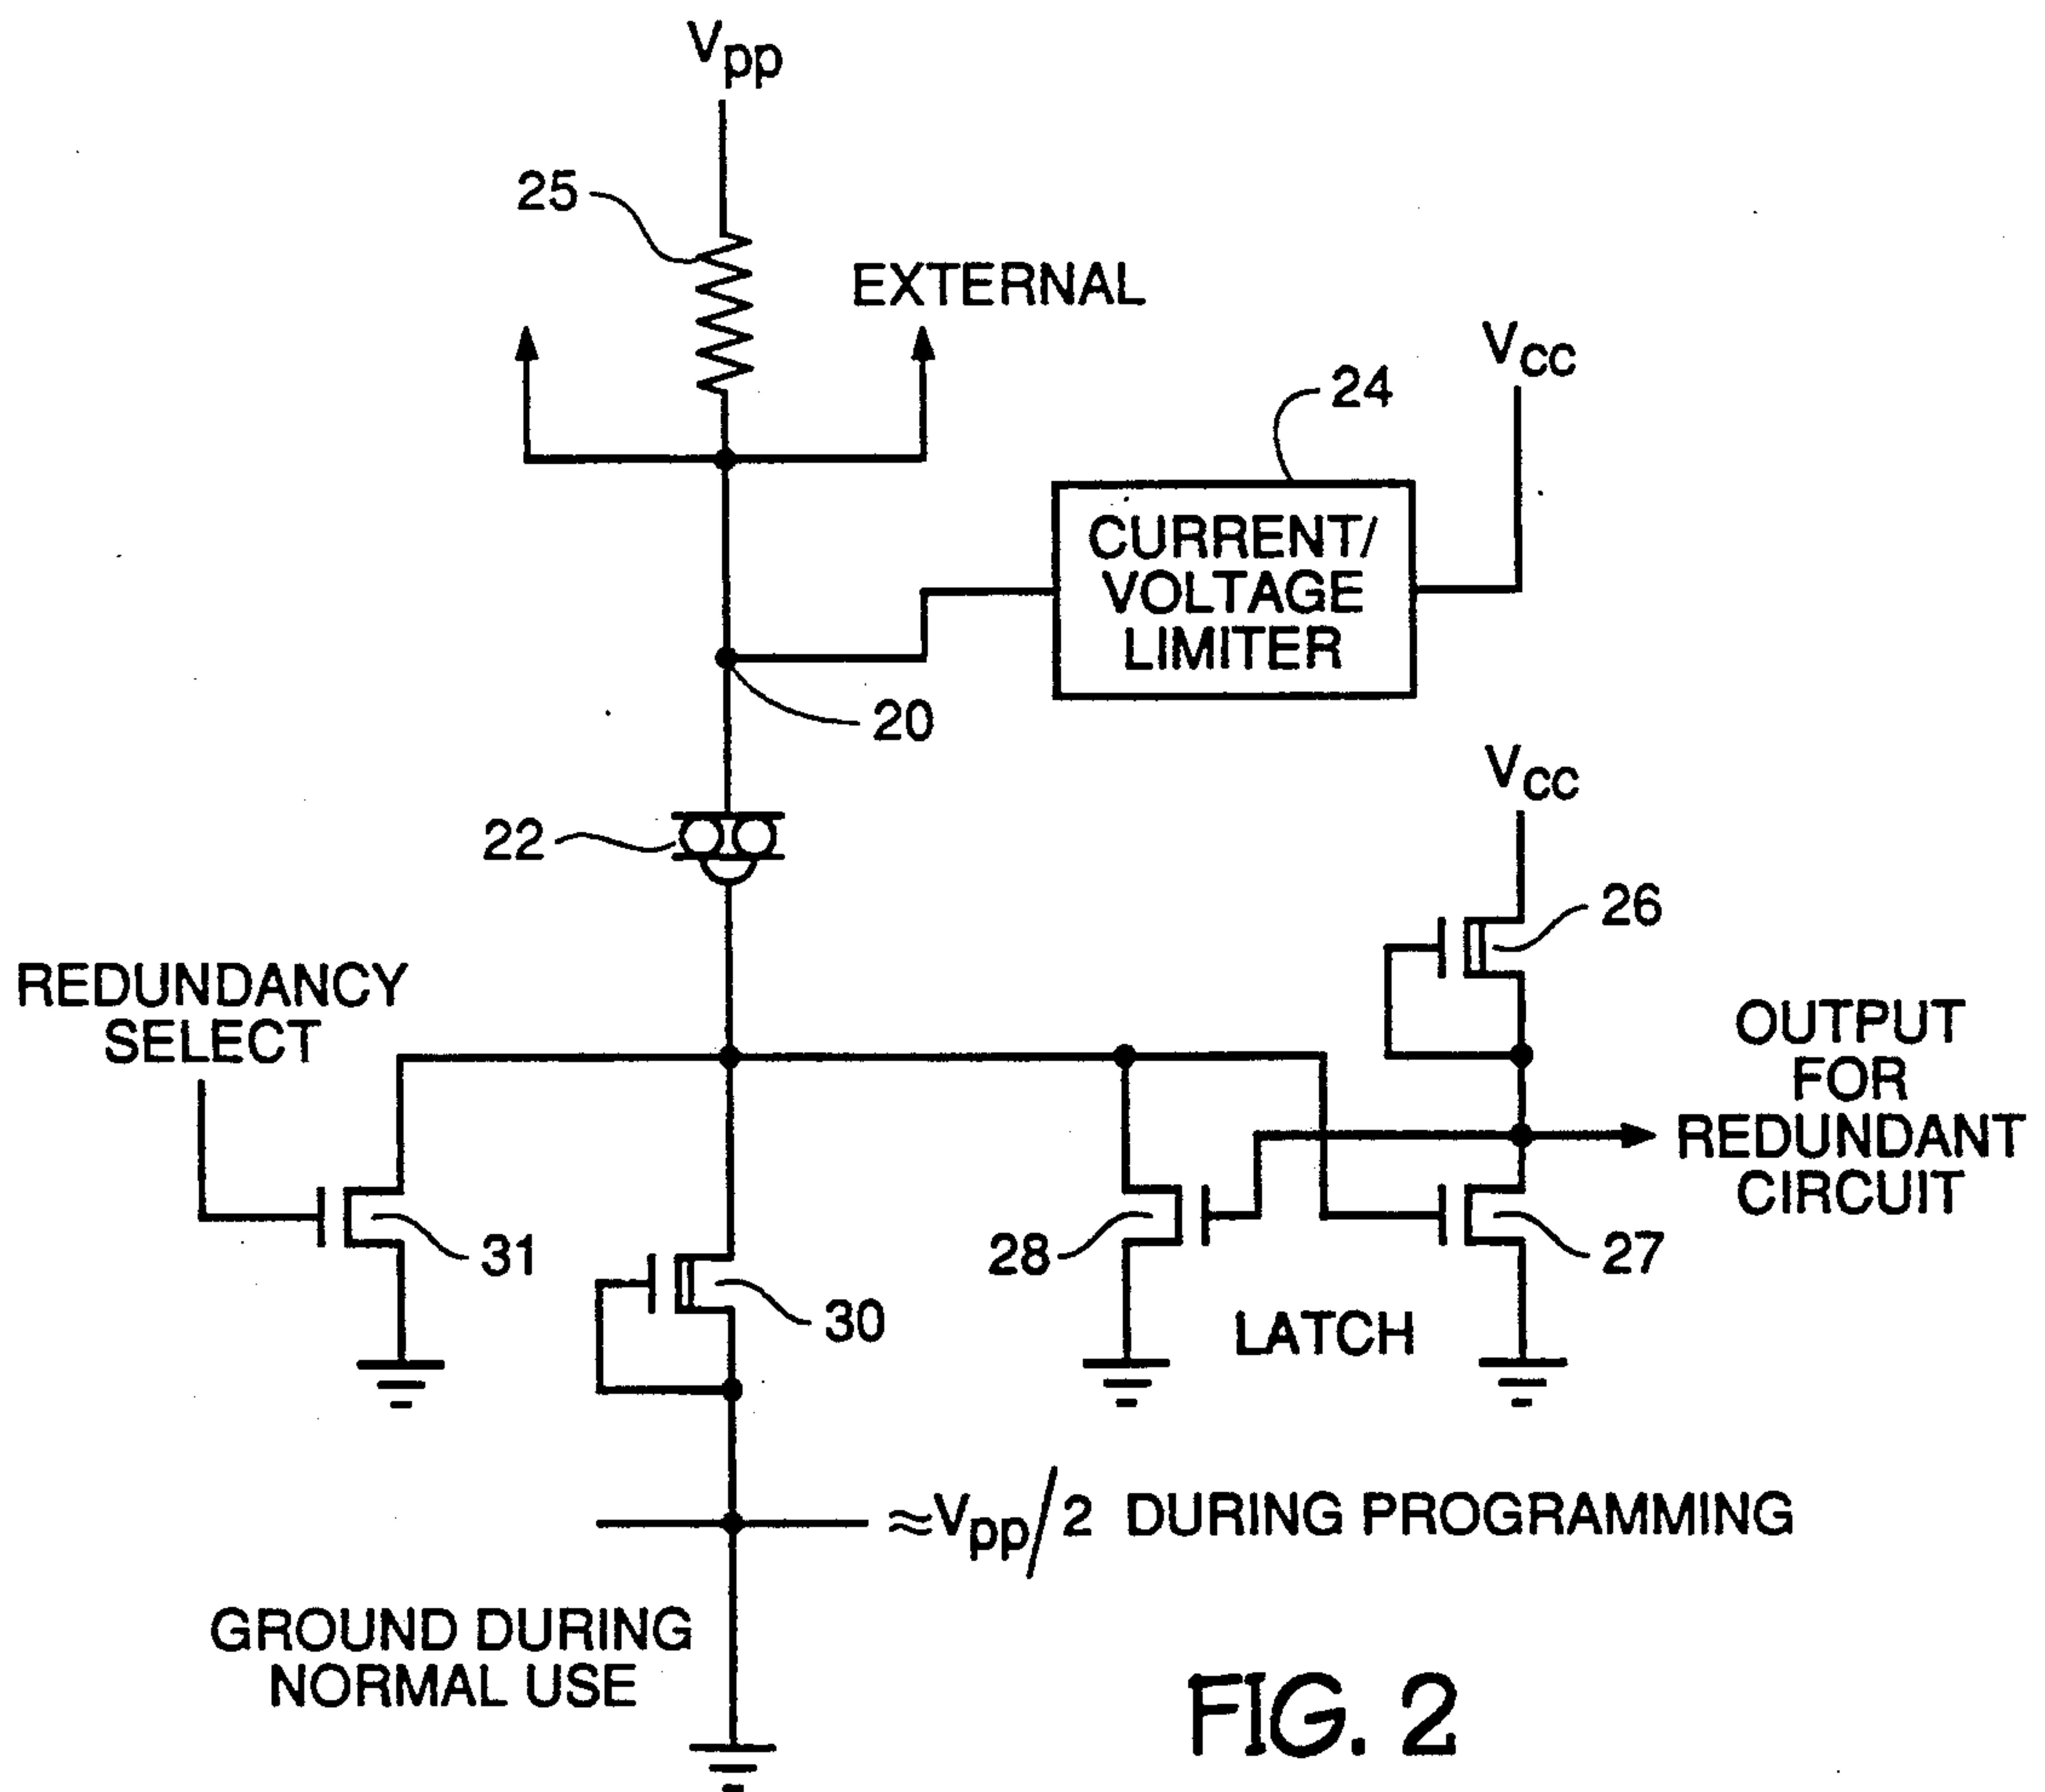 Vpp
25
EXTERNAL
Vcc
24
CURRENT/
VOLTAGE
LIMITER
20
Vcc
22
26
REDUNDANCY
SELECT
OUTPUT
FOR
REDUNDANT
CIRCUIT
31
28
27
30
LATCH
≈Vpp/2 DURING PROGRAMMING
GROUND DURING
NORMAL USE
FIG. 2